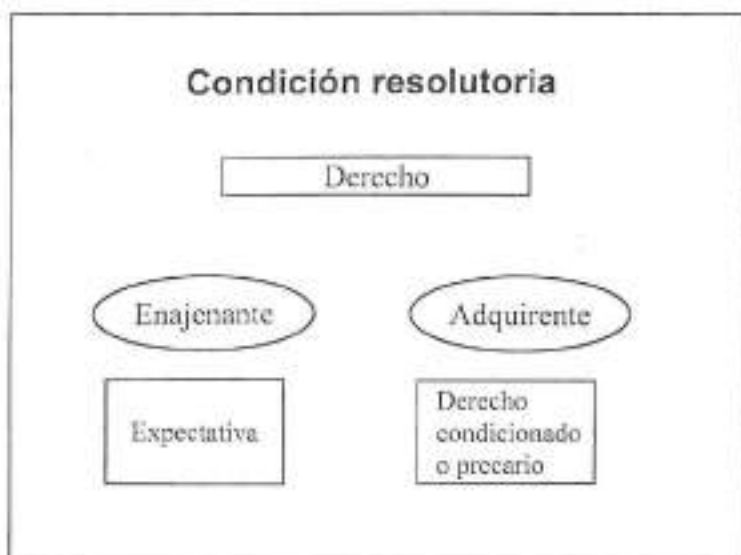 Condición resolutoria
Derecho
Enajenante
Adquirente
Expectativa
Derecho
condicionado
o precario